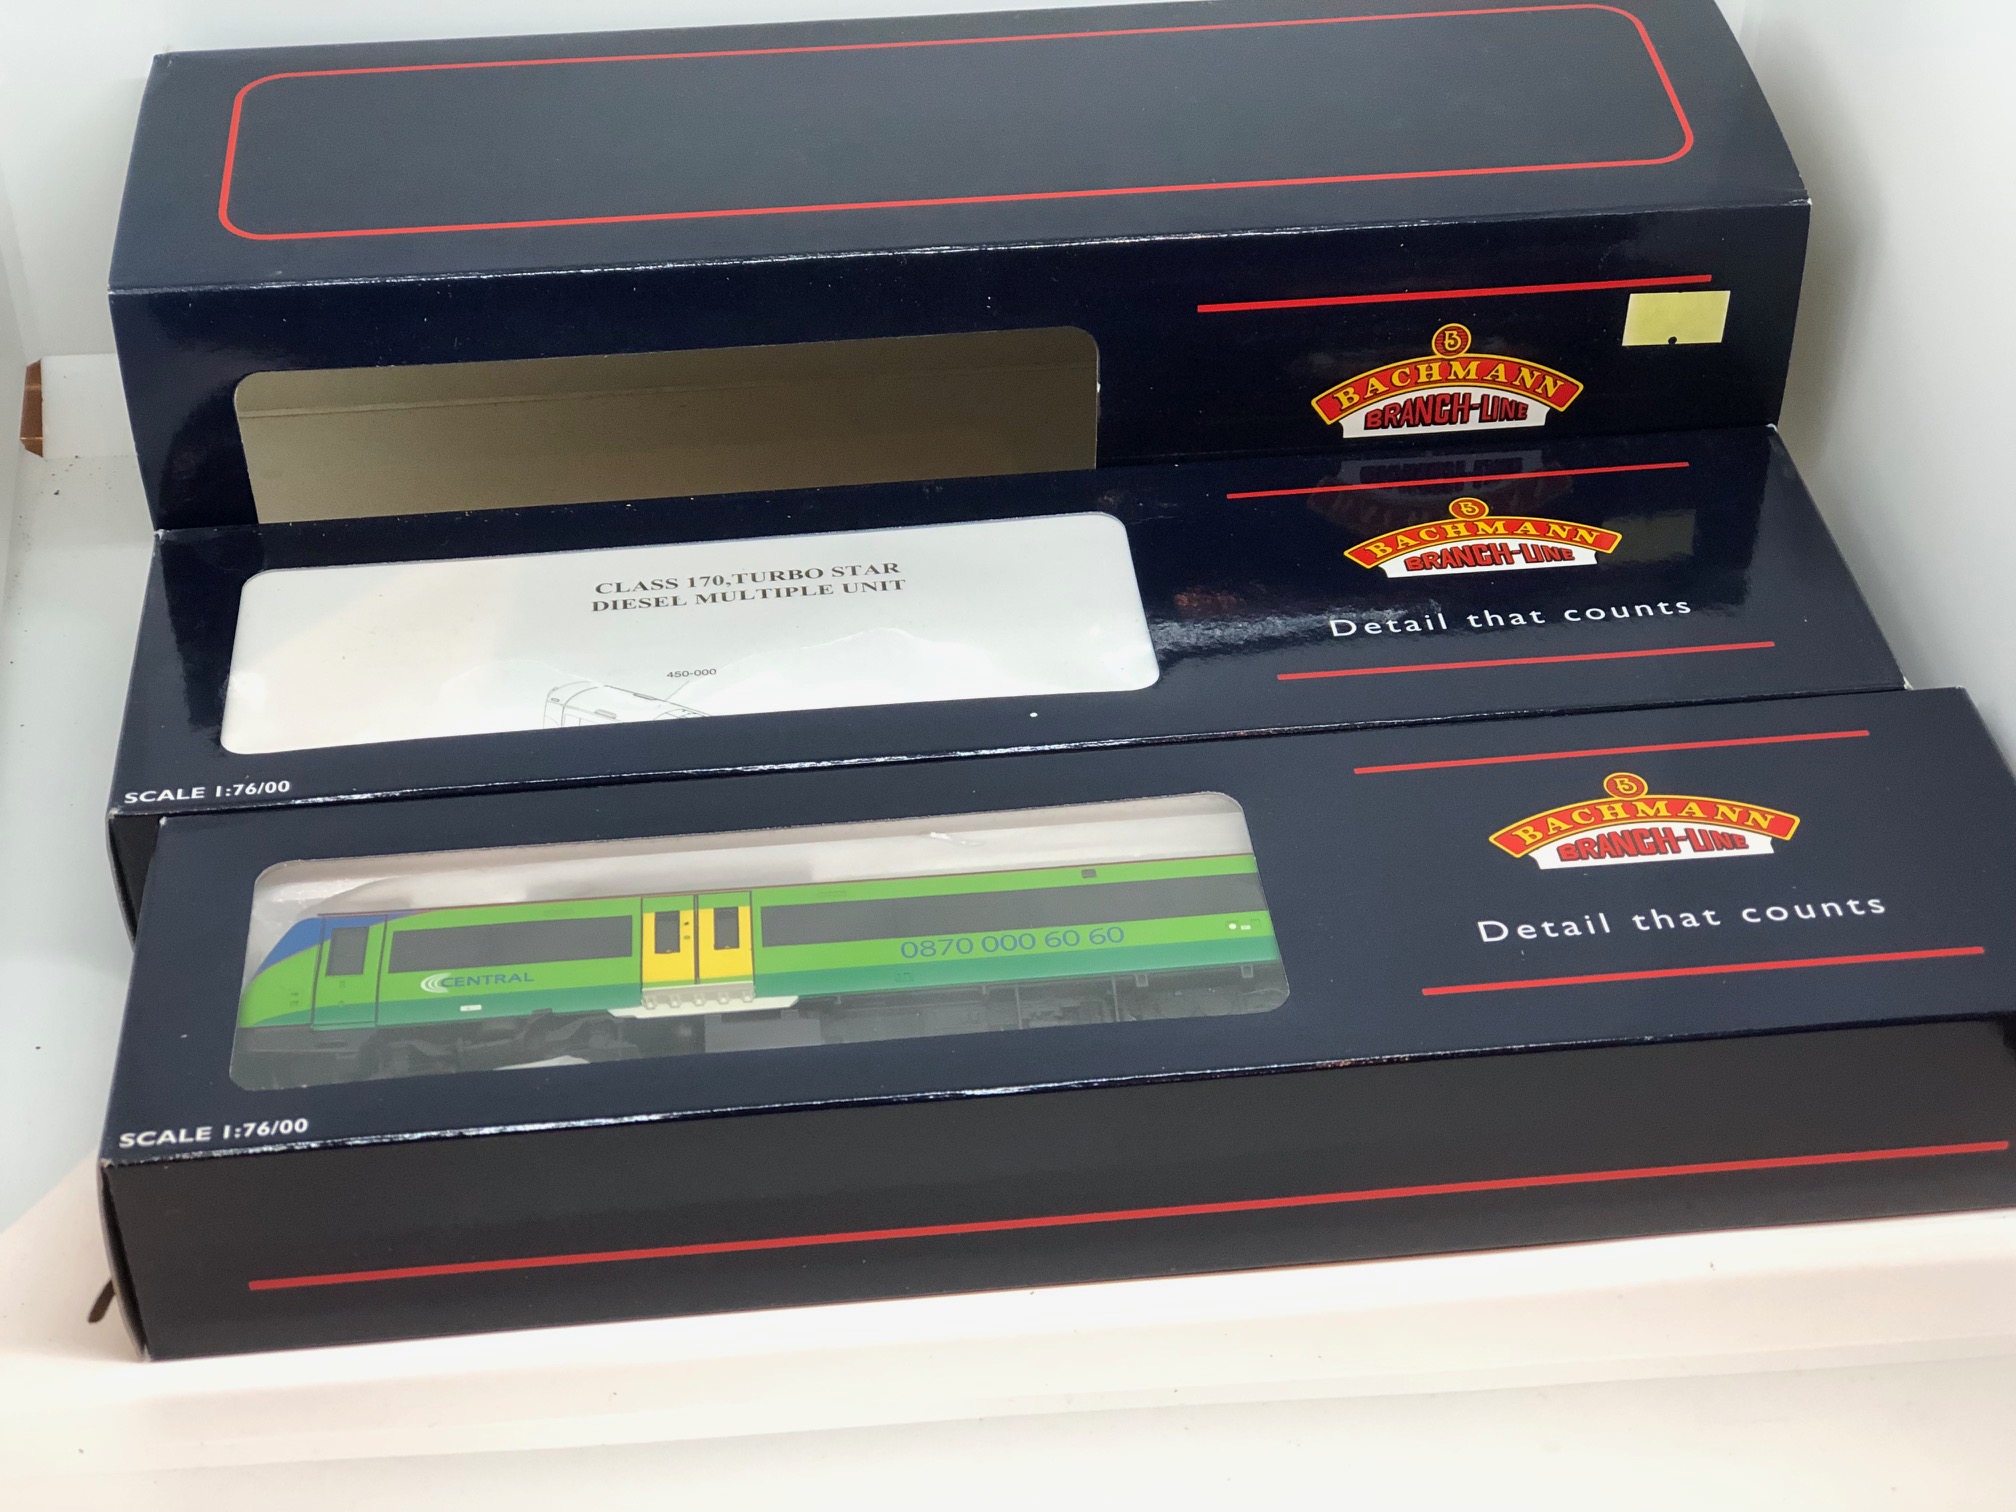 B
BACHMANN
BRANCH-LINE
CLASS 170,TURBO STAR
DIESEL MULTIPLE UNIT
450-000
B
BACHMANN
BRANCH-LINE
Detail that counts
SCALE 1:76/00
CENTRAL
0870 000 60 60
B
BACHMANN
BRANCH-LINE
Detail that counts
SCALE 1:76/00